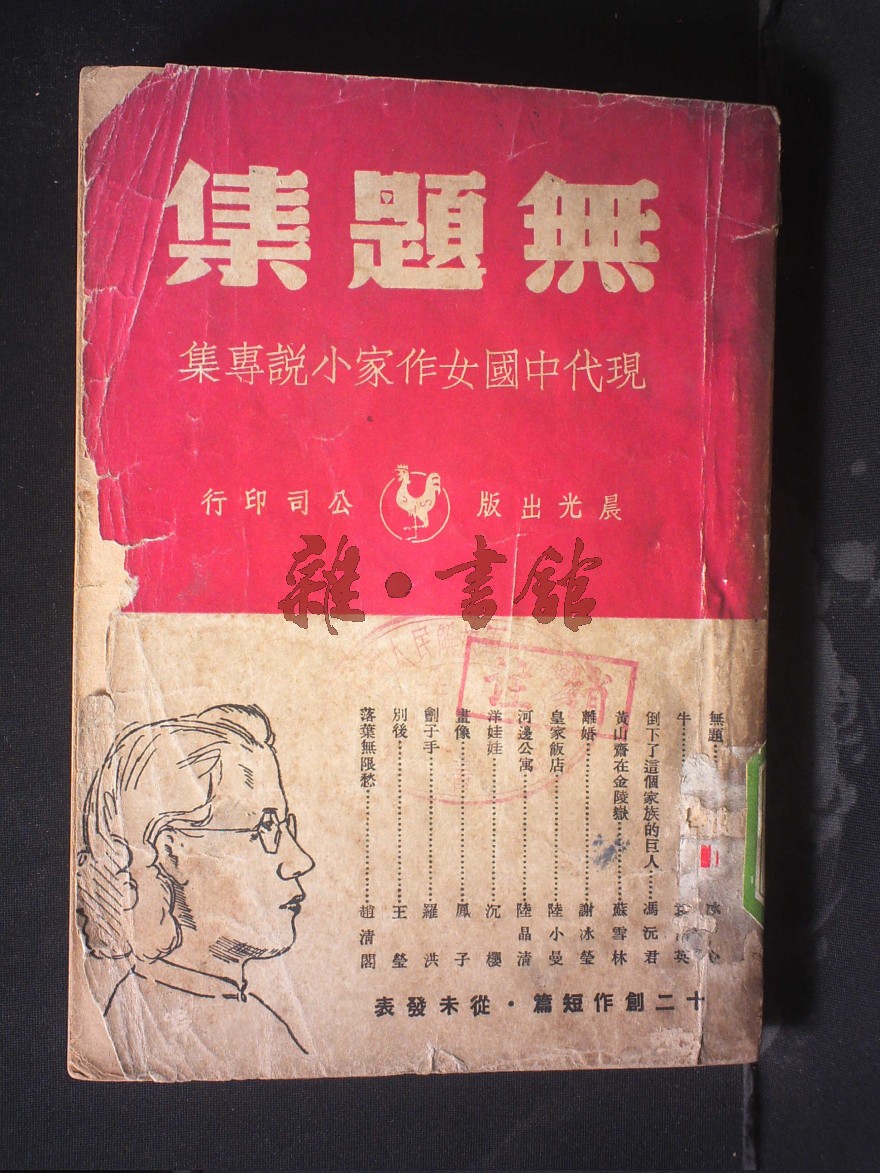 無題集
現代中國女作家小説專集
晨光出版公司印行
雜·書館
註銷
無題
牛
倒下了這個家族的巨人……馮沅君
黃山齋在金陵獄……蘇雪林
離婚……謝冰瑩
皇家飯店……陸小曼
河邊公寓……陸晶清
洋娃娃……沉櫻
畫像……鳳子
劊子手……羅洪
別後……王瑩
落葉無限愁……趙清閣
十二創作短篇·從未發表